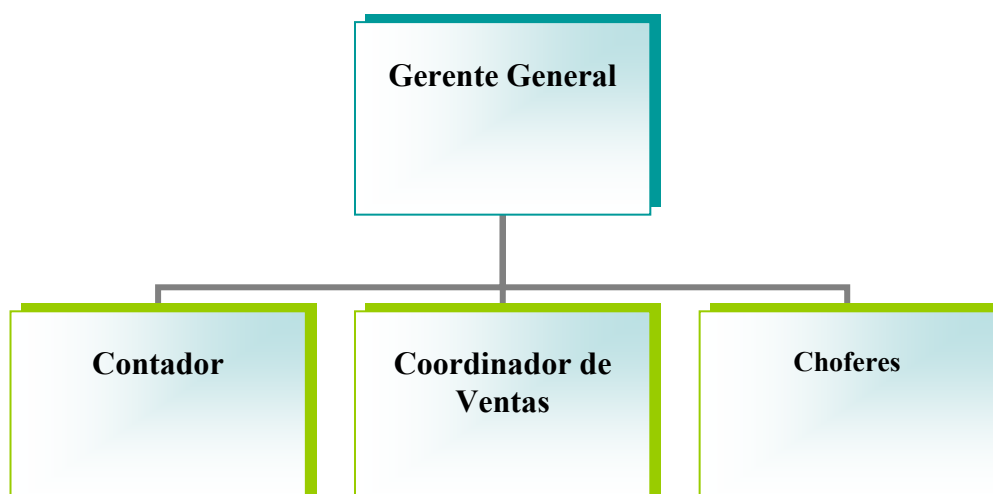 Gerente General
Contador
Coordinador de
Ventas
Choferes